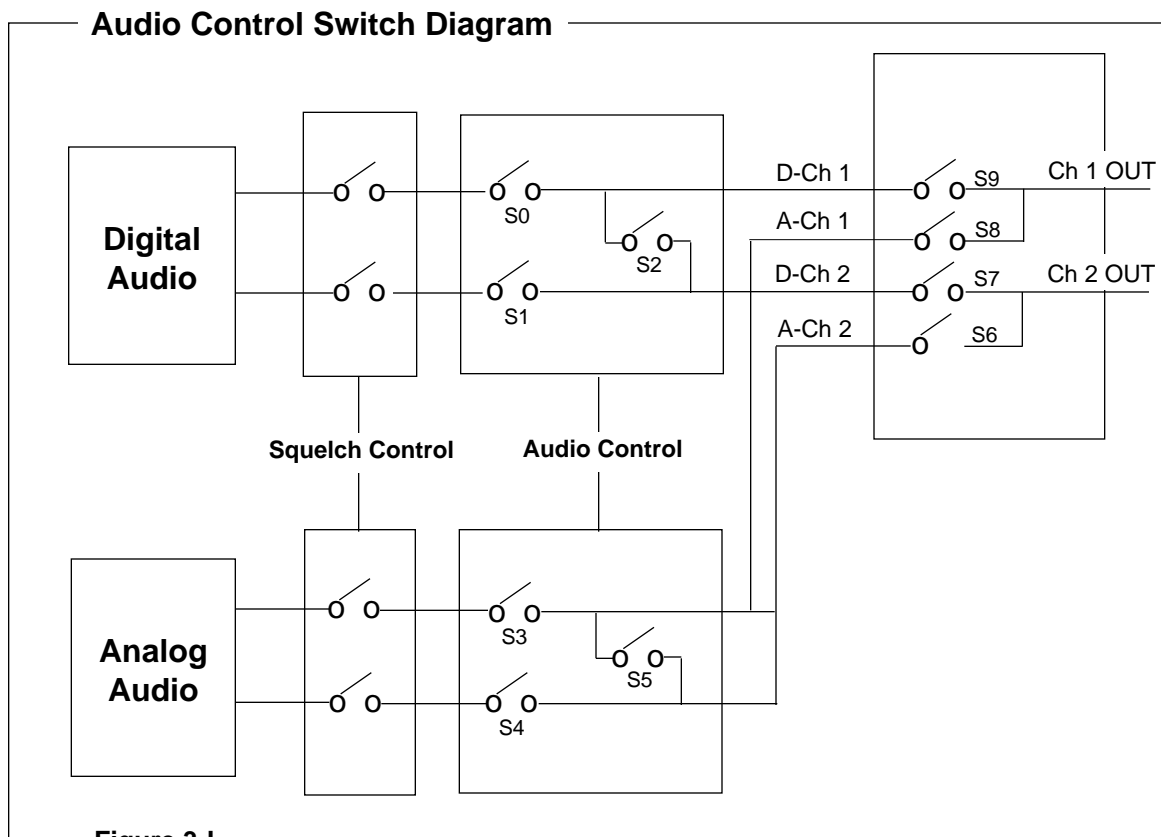 Audio Control Switch Diagram
Digital
Audio
S0
S1
S2
D-Ch 1
A-Ch 1
D-Ch 2
A-Ch 2
S9
S8
S7
S6
Ch 1 OUT
Ch 2 OUT
Squelch Control
Audio Control
Analog
Audio
S3
S4
S5